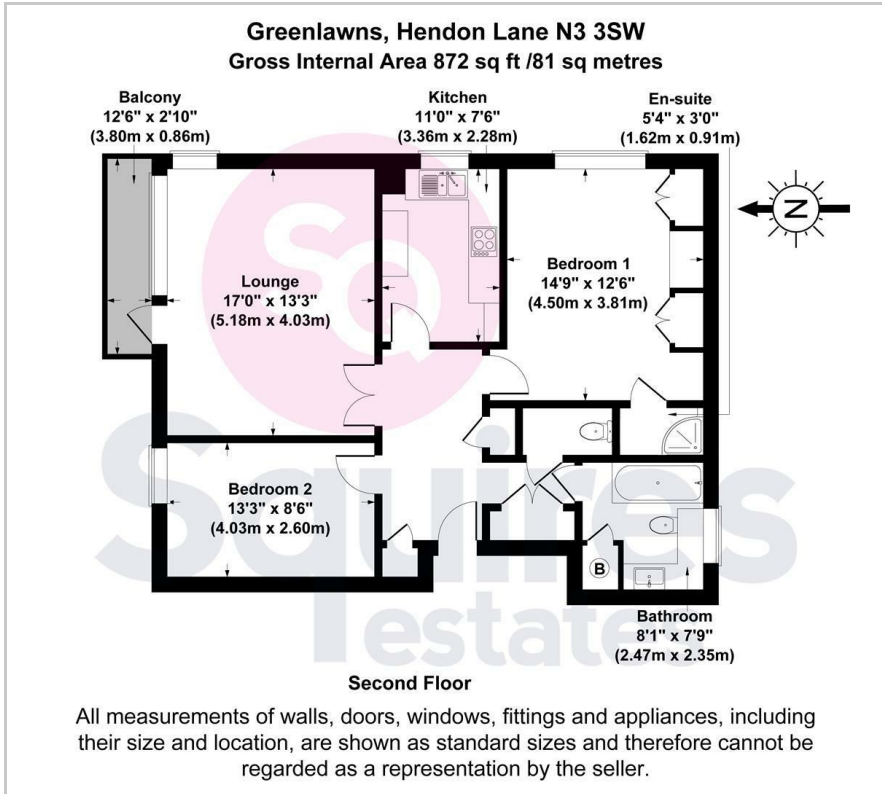 Greenlawns, Hendon Lane N3 3SW
Gross Internal Area 872 sq ft /81 sq metres
Balcony
12'6" x 2'10"
(3.80m x 0.86m)
Kitchen
11'0" x 7'6"
(3.36m x 2.28m)
En-suite
5'4" x 3'0"
(1.62m x 0.91m)
N
SQ
Lounge
17'0" x 13'3"
(5.18m x 4.03m)
Bedroom 1
14'9" x 12'6"
(4.50m x 3.81m)
Bedroom 2
13'3" x 8'6"
(4.03m x 2.60m)
B
Squires
estates
Bathroom
8'1" x 7'9"
(2.47m x 2.35m)
Second Floor
All measurements of walls, doors, windows, fittings and appliances, including
their size and location, are shown as standard sizes and therefore cannot be
regarded as a representation by the seller.